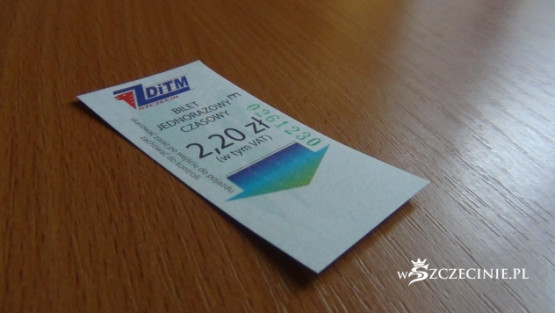 ZDiTM
BILET
JEDNORAZOWY
CZASOWY
2,20 zł
(w tym VAT)
E
0261230
wSZCZECINIE.PL